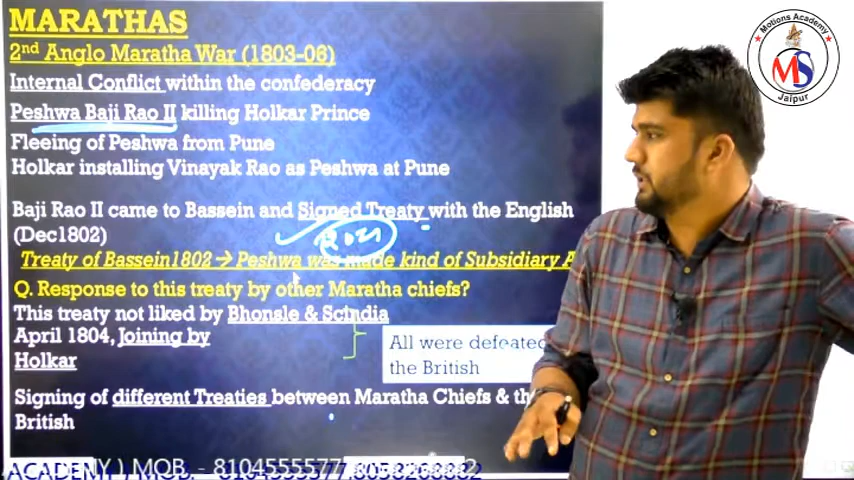 MARATHAS
2nd Anglo Maratha War (1803-06)
Internal Conflict within the confederacy
Peshwa Baji Rao II killing Holkar Prince
Fleeing of Peshwa from Pune
Holkar installing Vinayak Rao as Peshwa at Pune
Baji Rao II came to Bassein and Signed Treaty with the English
(Dec1802)
Treaty of Bassein1802 → Peshwa was made kind of Subsidiary A
Q. Response to this treaty by other Maratha chiefs?
This treaty not liked by Bhonsle & Scindia
April 1804, Joining by
Holkar
All were defeated
the British
Signing of different Treaties between Maratha Chiefs & th
British
Motions Academy
MS
Jaipur
ACADEMY ) MOB. - 8104555577